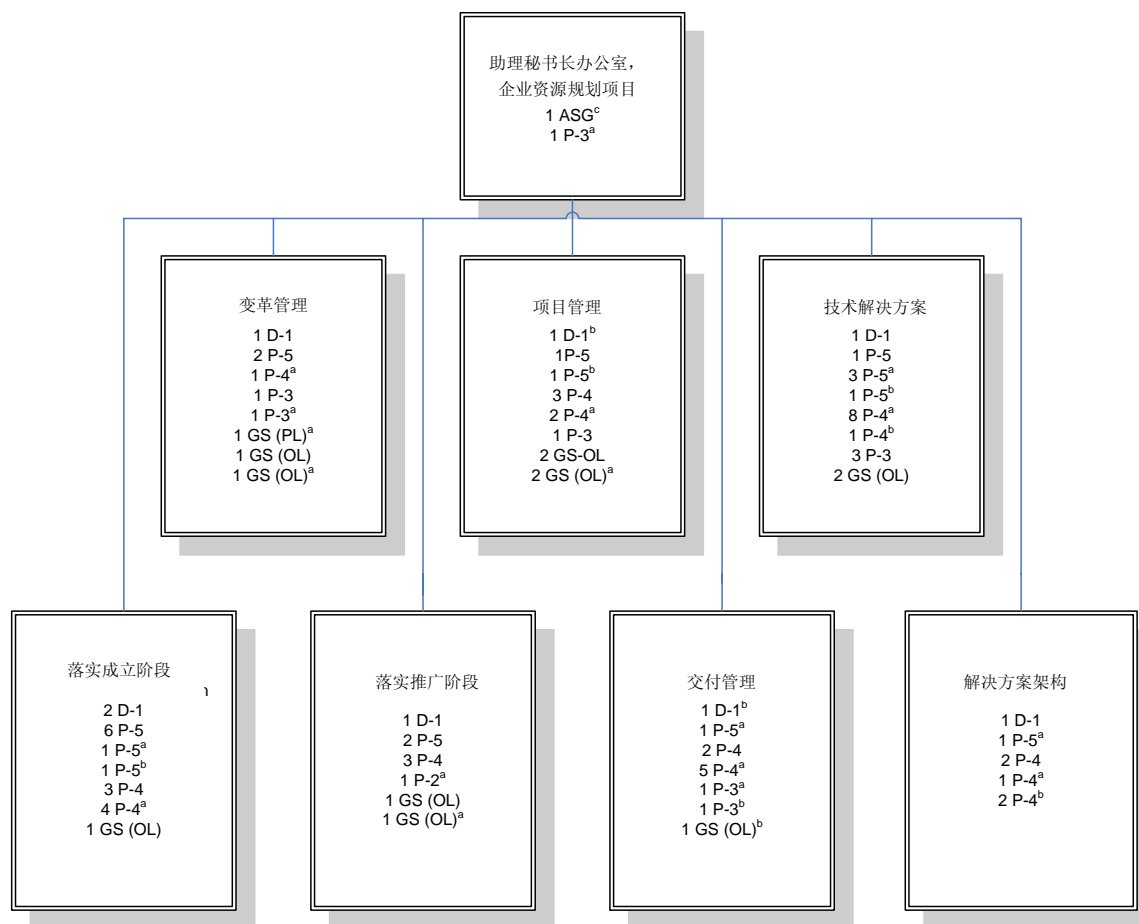 助理秘书长办公室，
企业资源规划项目
1 ASGᶜ
1 P-3ᵃ
变革管理
1 D-1
2 P-5
1 P-4ᵃ
1 P-3
1 P-3ᵃ
1 GS (PL)ᵃ
1 GS (OL)
1 GS (OL)ᵃ
项目管理
1 D-1ᵇ
1P-5
1 P-5ᵇ
3 P-4
2 P-4ᵃ
1 P-3
2 GS-OL
2 GS (OL)ᵃ
技术解决方案
1 D-1
1 P-5
3 P-5ᵃ
1 P-5ᵇ
8 P-4ᵃ
1 P-4ᵇ
3 P-3
2 GS (OL)
落实成立阶段
2 D-1
6 P-5
1 P-5ᵃ
1 P-5ᵇ
3 P-4
4 P-4ᵃ
1 GS (OL)
落实推广阶段
1 D-1
2 P-5
3 P-4
1 P-2ᵃ
1 GS (OL)
1 GS (OL)ᵃ
交付管理
1 D-1ᵇ
1 P-5ᵃ
2 P-4
5 P-4ᵃ
1 P-3ᵃ
1 P-3ᵇ
1 GS (OL)ᵇ
解决方案架构
1 D-1
1 P-5ᵃ
2 P-4
1 P-4ᵃ
2 P-4ᵇ